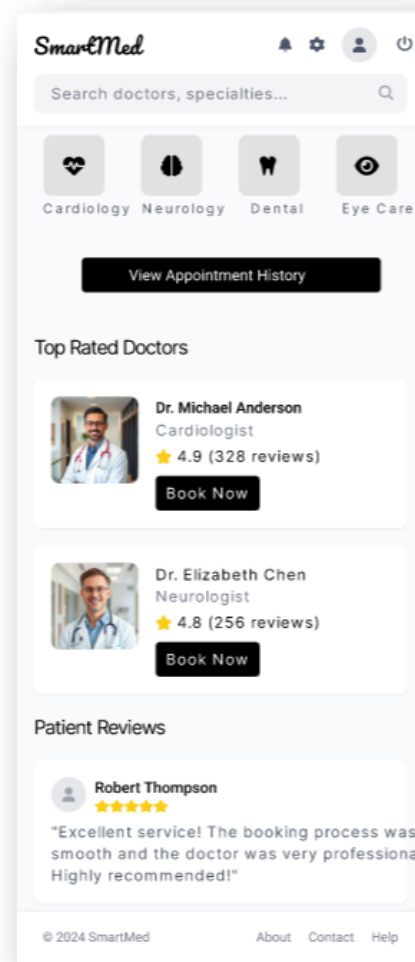 SmartMed
Search doctors, specialties...
Cardiology Neurology Dental Eye Care
View Appointment History
Top Rated Doctors
Dr. Michael Anderson
Cardiologist
4.9 (328 reviews)
Book Now
Dr. Elizabeth Chen
Neurologist
4.8 (256 reviews)
Book Now
Patient Reviews
Robert Thompson
"Excellent service! The booking process was
smooth and the doctor was very professiona
Highly recommended!"
© 2024 SmartMed About Contact Help